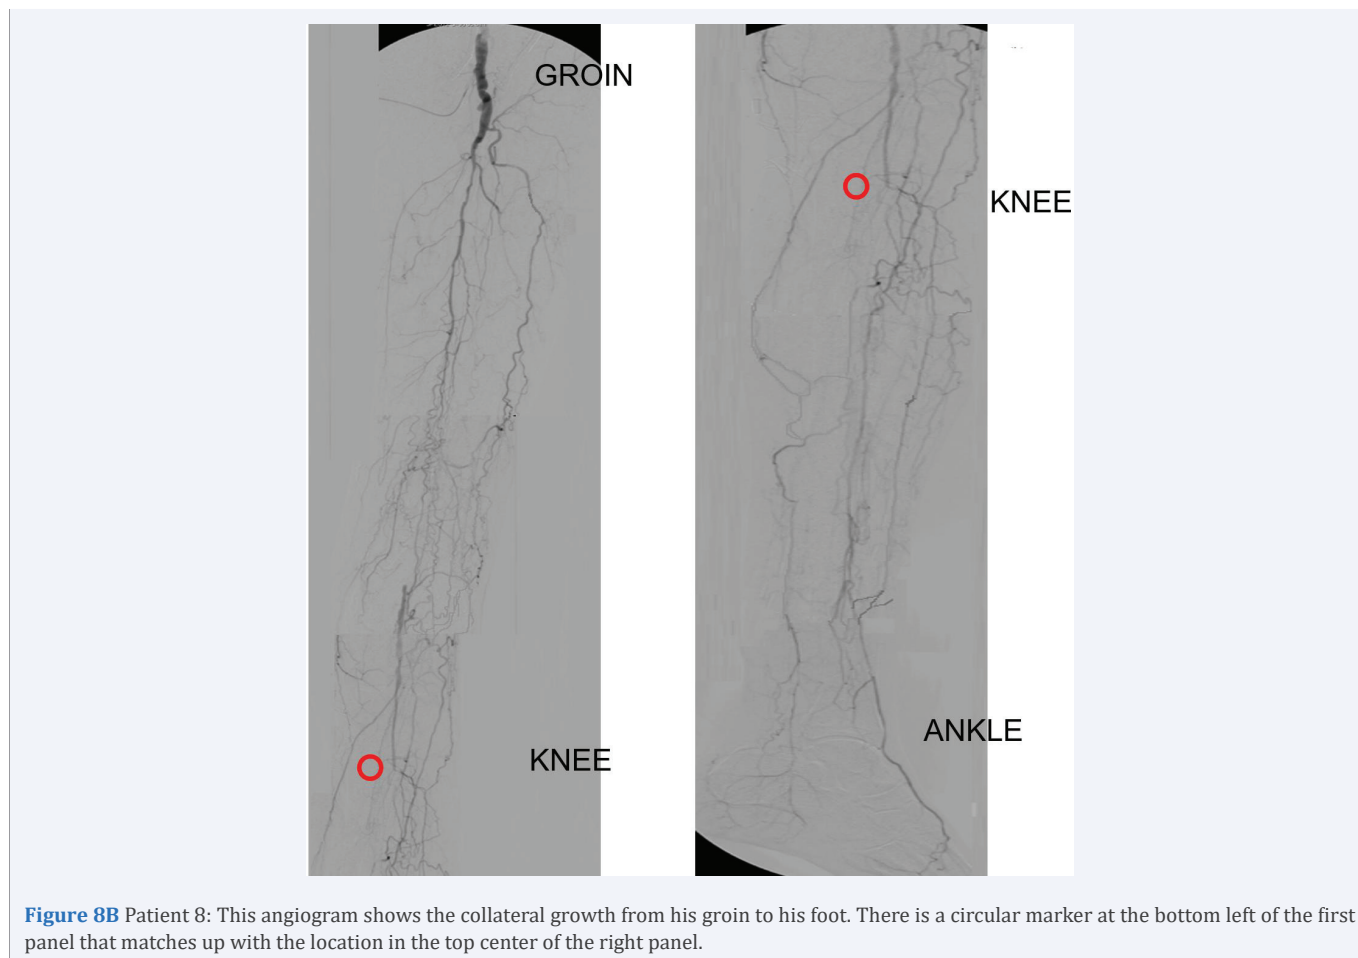 GROIN
KNEE
KNEE
ANKLE
Figure 8B Patient 8: This angiogram shows the collateral growth from his groin to his foot. There is a circular marker at the bottom left of the first
panel that matches up with the location in the top center of the right panel.